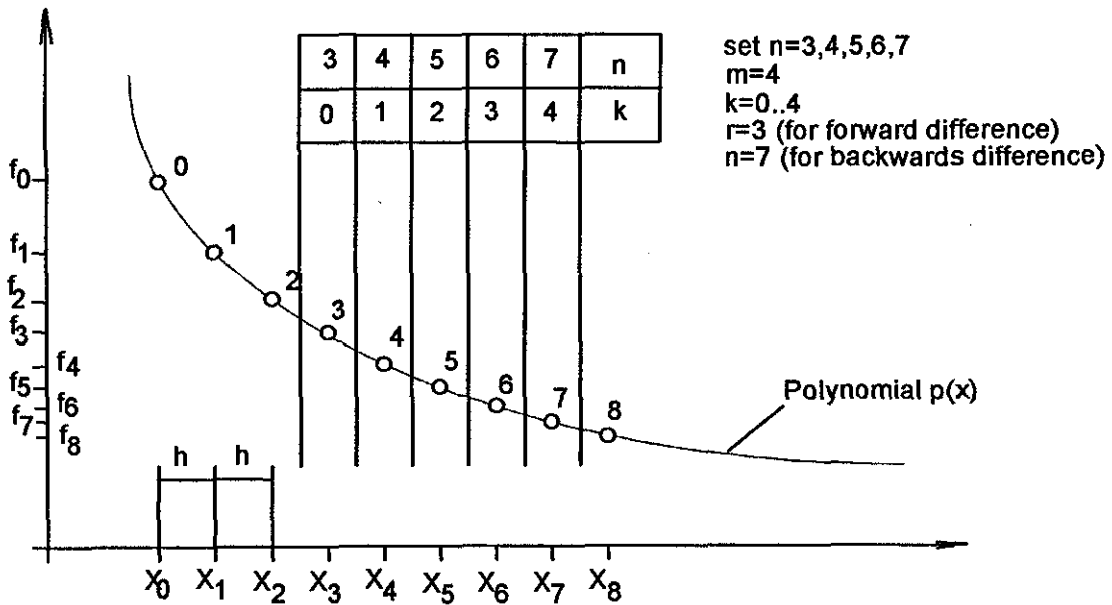 3 4 5 6 7 n
0 1 2 3 4 k
set n=3,4,5,6,7
m=4
k=0..4
r=3 (for forward difference)
n=7 (for backwards difference)
f0
f1
f2
f3
f4
f5
f6
f7
f8
0
1
2
3
4
5
6
7
8
Polynomial p(x)
h h
X0 X1 X2 X3 X4 X5 X6 X7 X8